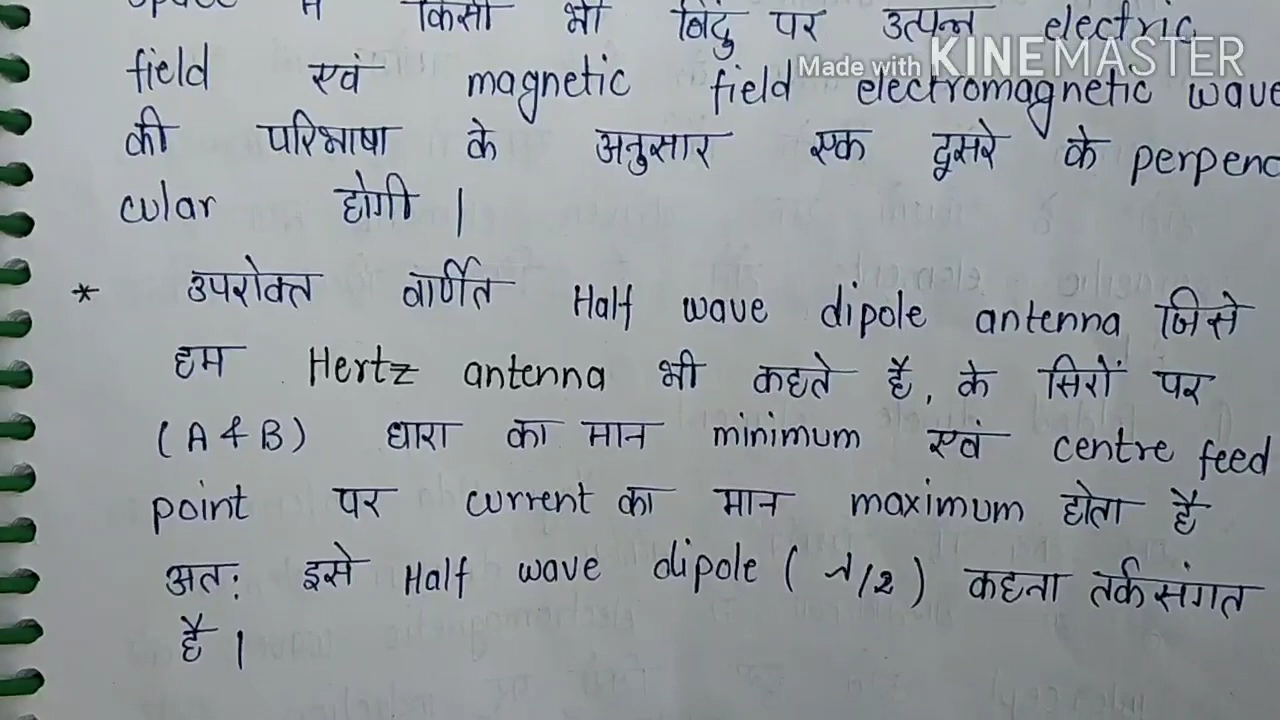 space में किसी भी बिंदु पर उत्पन्न electric
Made with KINEMASTER
field एवं magnetic field electromagnetic wave
की परिभाषा के अनुसार एक दूसरे के perpend
cular होगी |
* उपरोक्त वर्णित Half wave dipole antenna जिसे
हम Hertz antenna भी कहते है, के सिरों पर
(A & B) धारा का मान minimum एवं centre feed
point पर current का मान maximum होता है
अत: इसे Half wave dipole (λ/2) कहना तर्कसंगत
है |